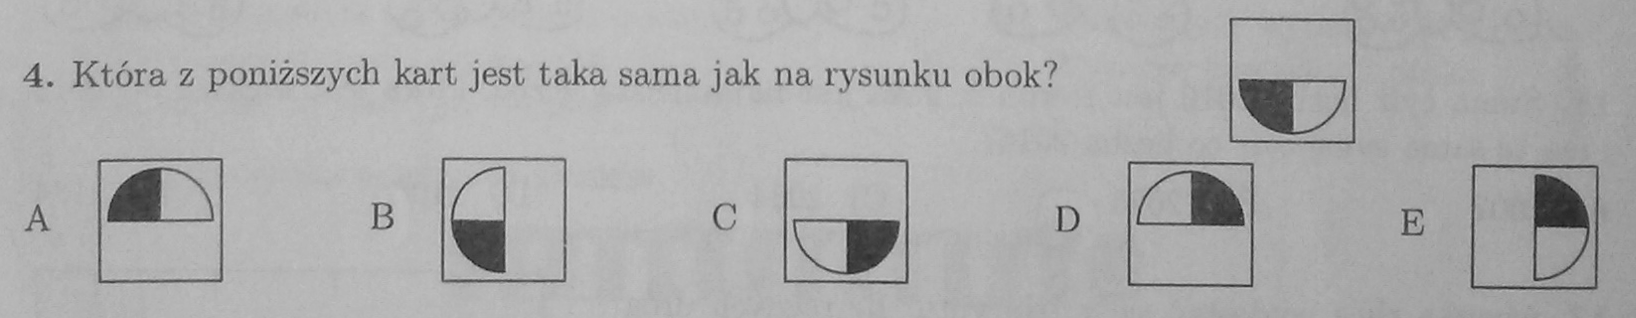 4. Która z poniższych kart jest taka sama jak na rysunku obok?
A B C D E